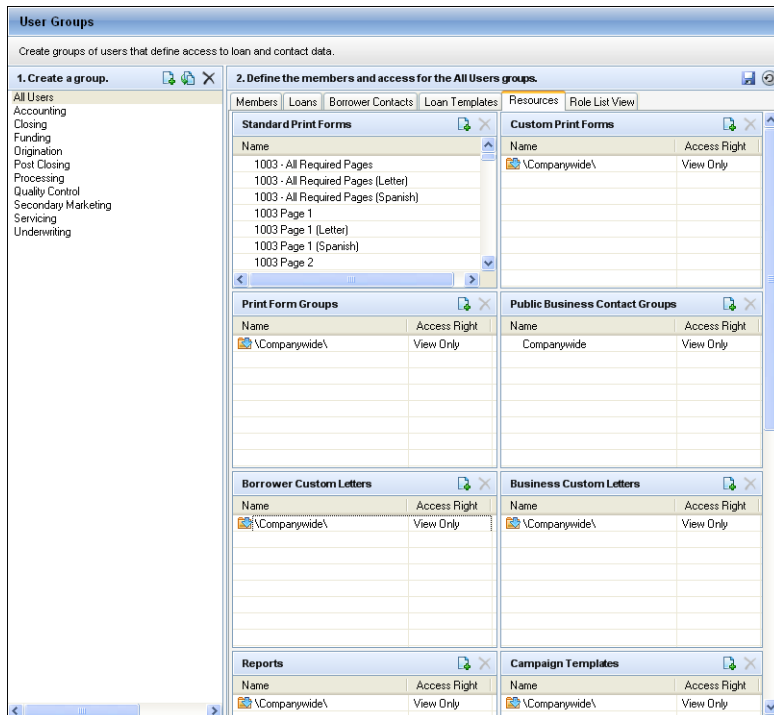 User Groups
Create groups of users that define access to loan and contact data.
1. Create a group.
All Users
Accounting
Closing
Funding
Origination
Post Closing
Processing
Quality Control
Secondary Marketing
Servicing
Underwriting
2. Define the members and access for the All Users groups.
Members Loans Borrower Contacts Loan Templates Resources Role List View
Standard Print Forms
Name
1003 - All Required Pages
1003 - All Required Pages (Letter)
1003 - All Required Pages (Spanish)
1003 Page 1
1003 Page 1 (Letter)
1003 Page 1 (Spanish)
1003 Page 2
Custom Print Forms
Name Access Right
\Companywide\ View Only
Print Form Groups
Name Access Right
\Companywide\ View Only
Public Business Contact Groups
Name Access Right
Companywide View Only
Borrower Custom Letters
Name Access Right
\Companywide\ View Only
Business Custom Letters
Name Access Right
\Companywide\ View Only
Reports
Name Access Right
\Companywide\ View Only
Campaign Templates
Name Access Right
\Companywide\ View Only